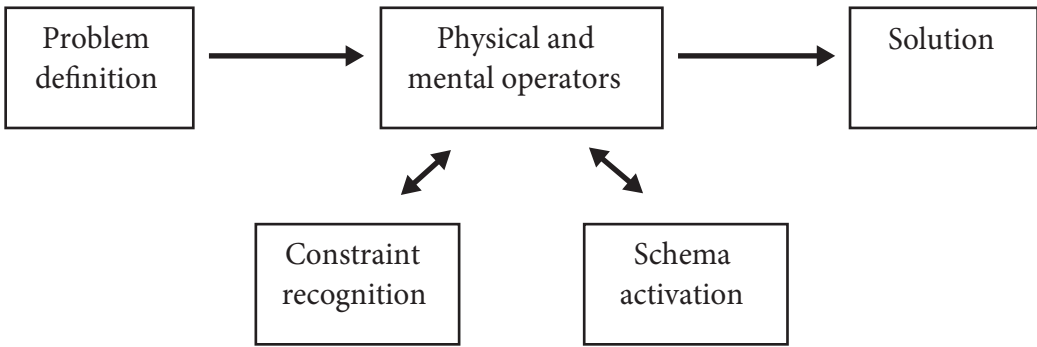 Problem
definition
Physical and
mental operators
Solution
Constraint
recognition
Schema
activation